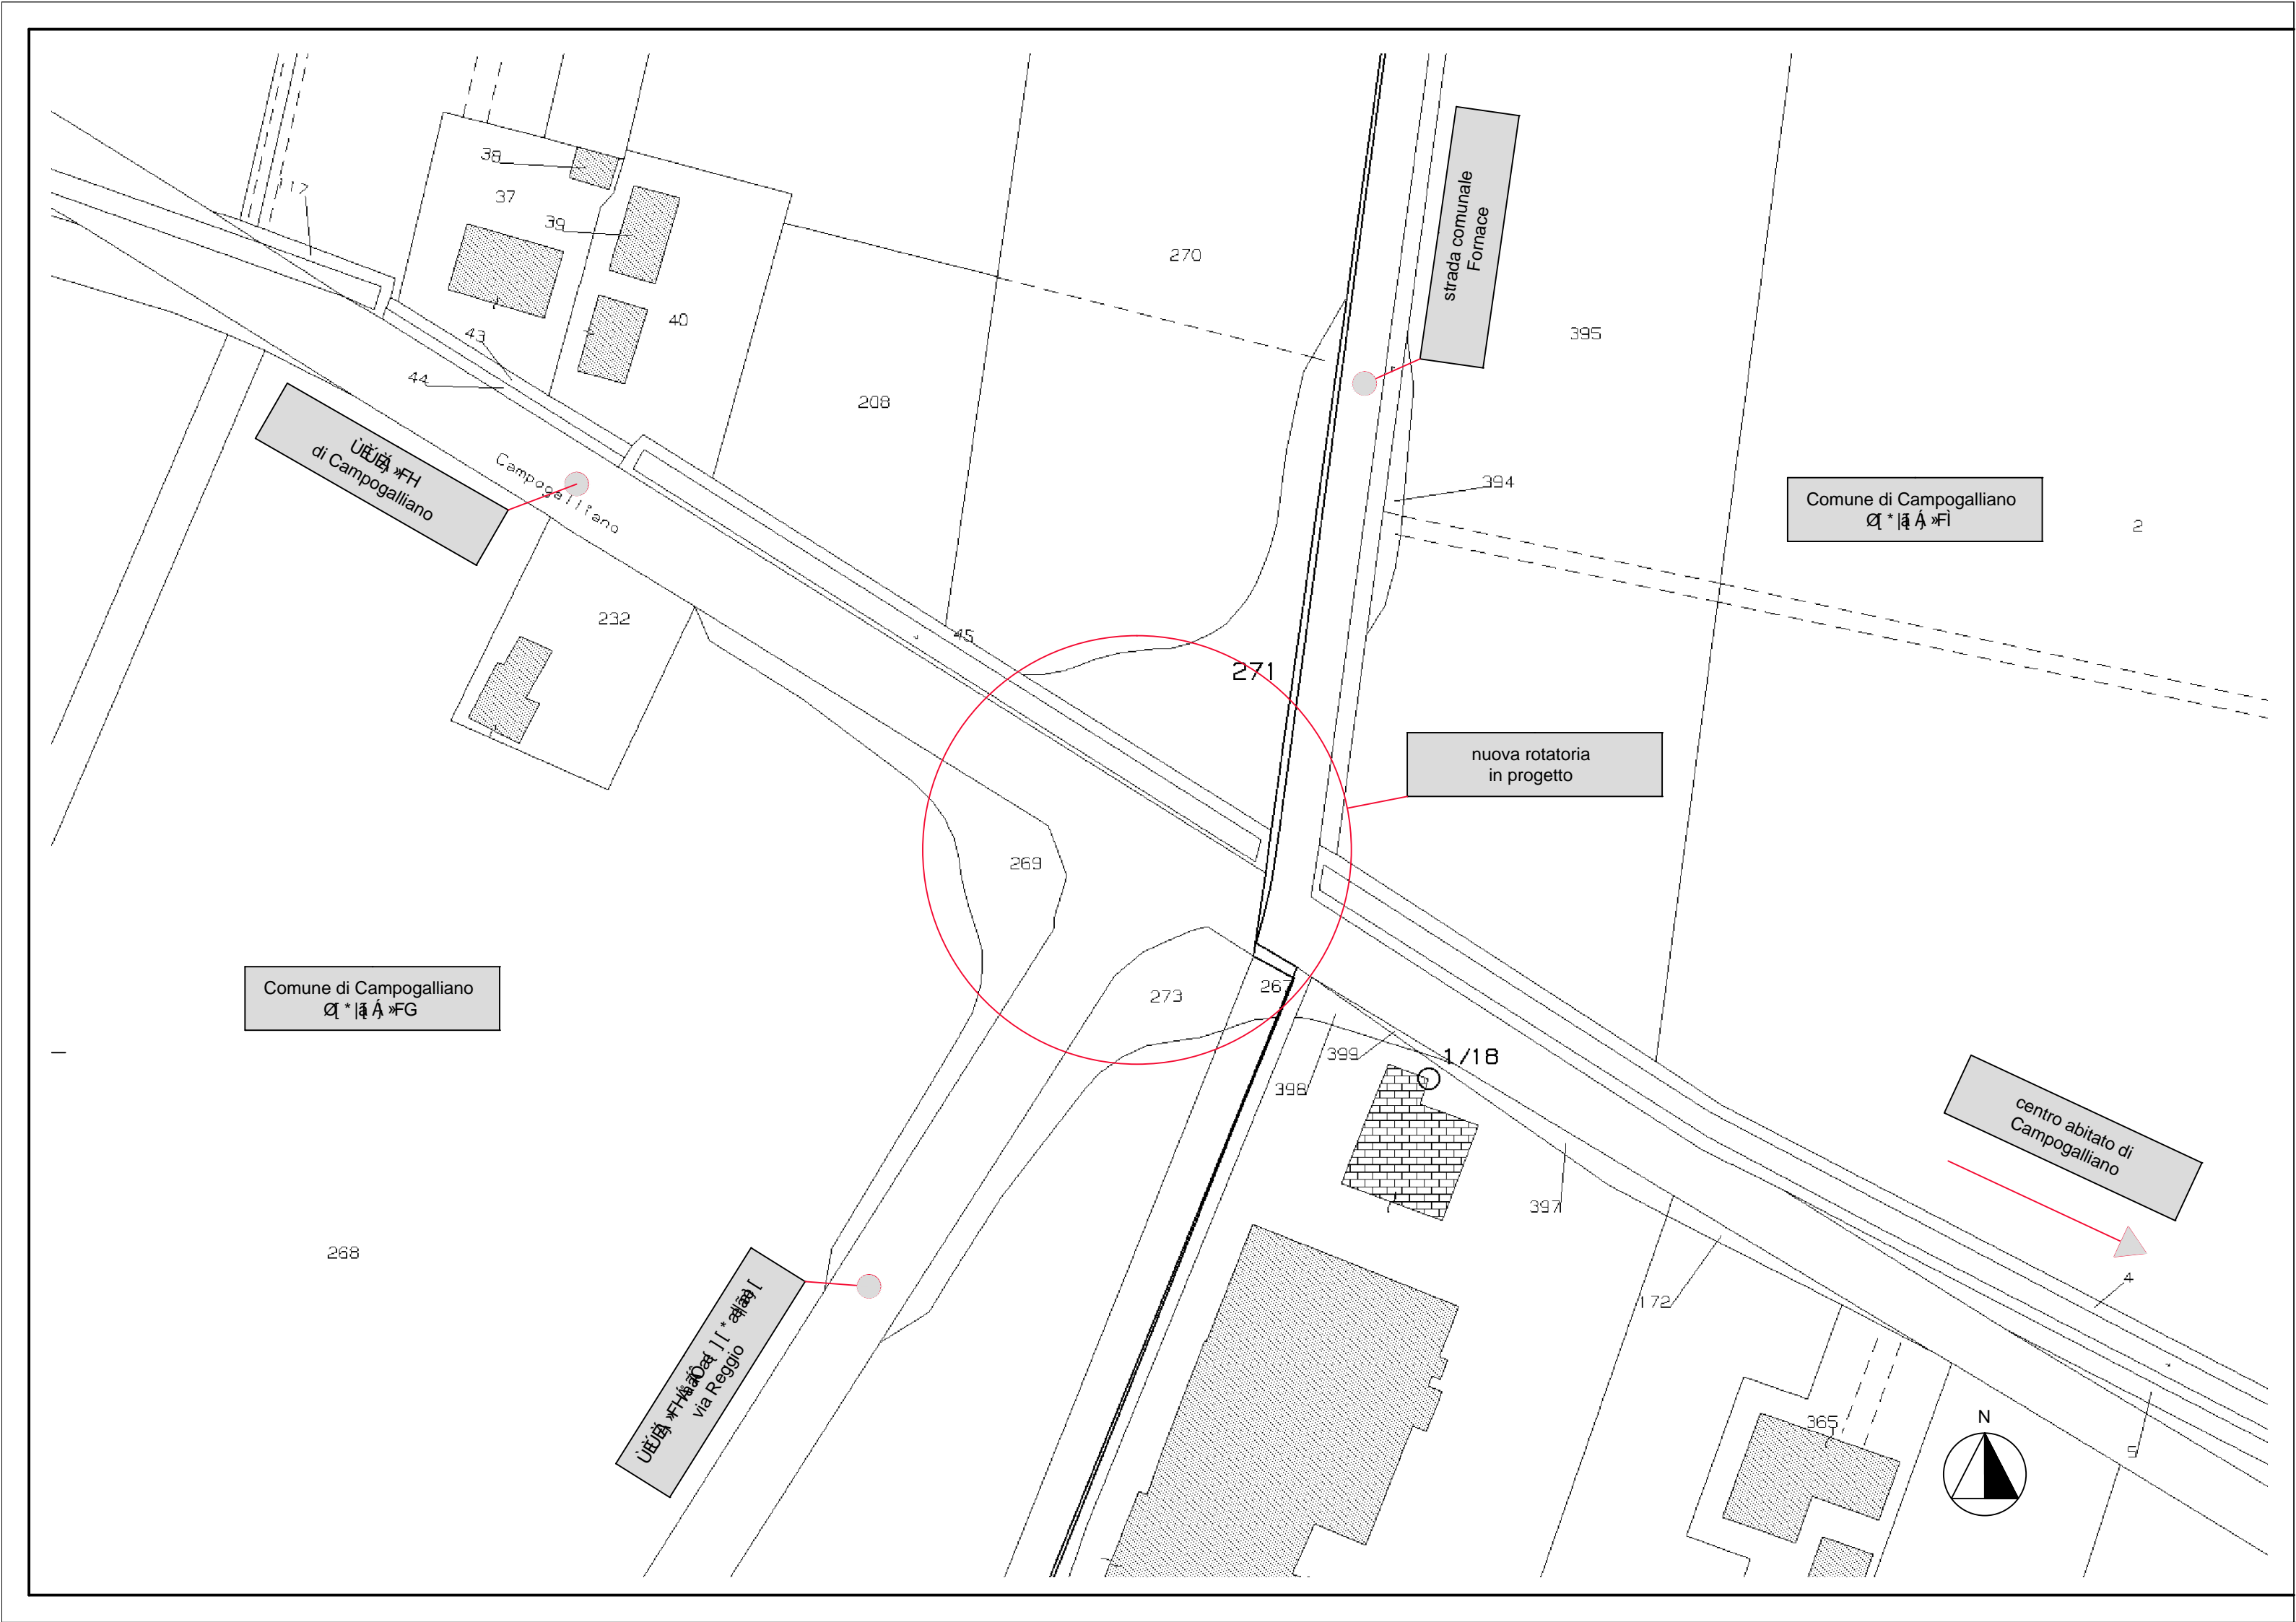 38
37
39
117
43
44
40
270
208
strada comunale
Fornace
395
394
Comune di Campogalliano
2
di Campogalliano
Campogalliano
232
45
271
nuova rotatoria
in progetto
269
Comune di Campogalliano
273
267
399
398
1/18
centro abitato di
Campogalliano
397
268
172
4
via Reggio
365
N
5